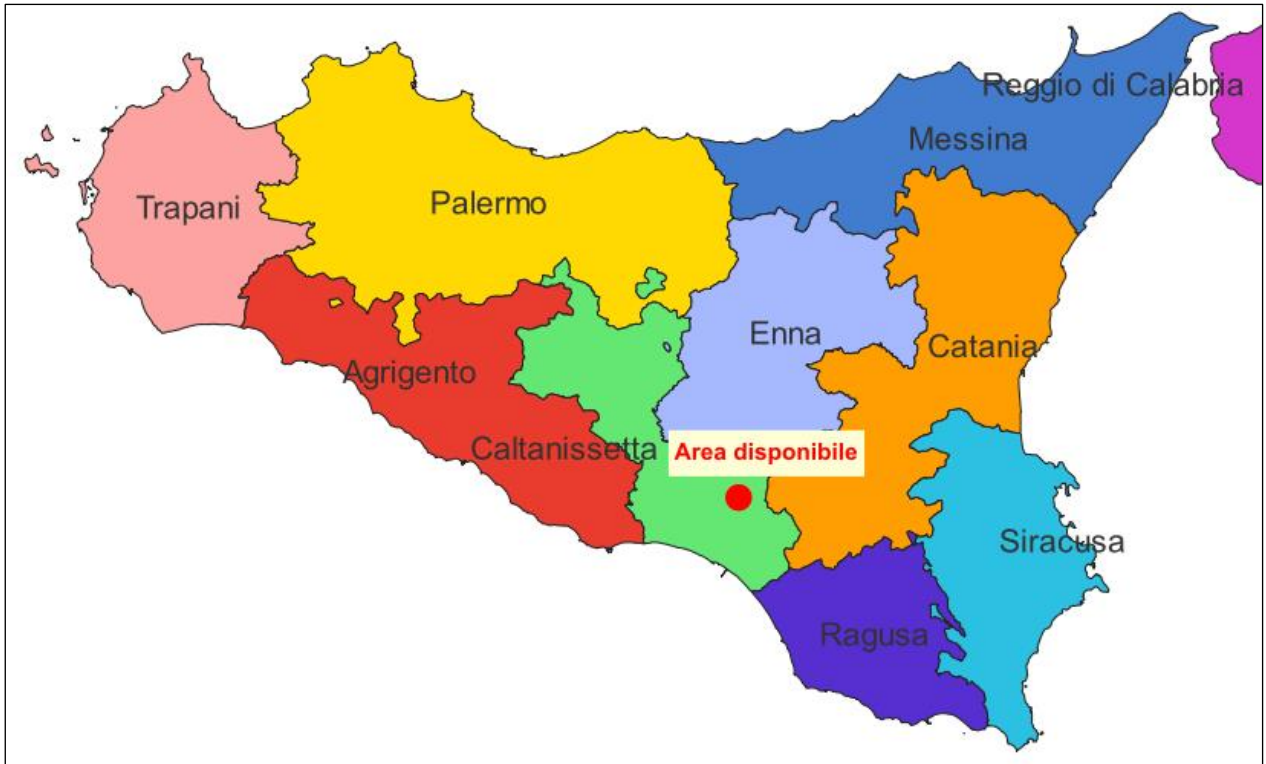 Reggio di Calabria
Messina
Trapani
Palermo
Enna
Catania
Agrigento
Caltanissetta
Area disponibile
Siracusa
Ragusa